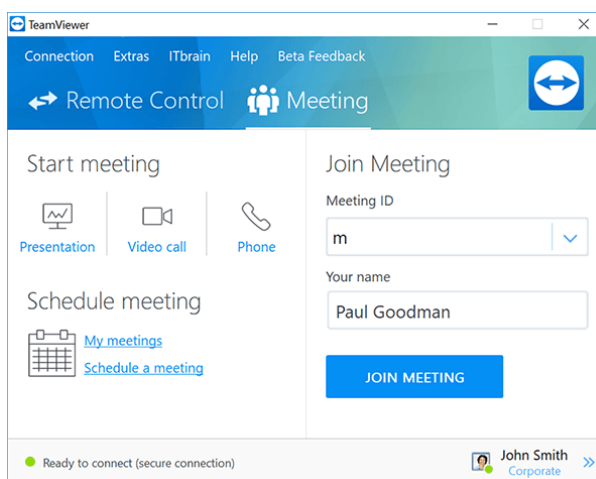 TeamViewer
Connection Extras ITbrain Help Beta Feedback
Remote Control Meeting
Start meeting
Presentation Video call Phone
Schedule meeting
My meetings
Schedule a meeting
Join Meeting
Meeting ID
m
Your name
Paul Goodman
JOIN MEETING
Ready to connect (secure connection)
John Smith
Corporate